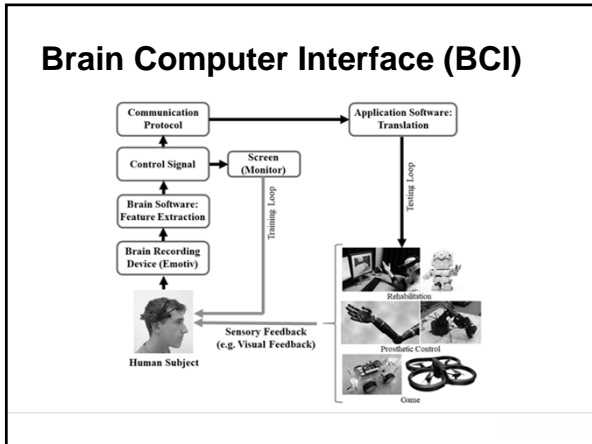 Brain Computer Interface (BCI)
Communication
Protocol
Application Software:
Translation
Control Signal
Screen
(Monitor)
Brain Software:
Feature Extraction
Training Loop
Testing Loop
Brain Recording
Device (Emotiv)
Rehabilitation
Sensory Feedback
(e.g. Visual Feedback)
Human Subject
Prosthetic Control
Game